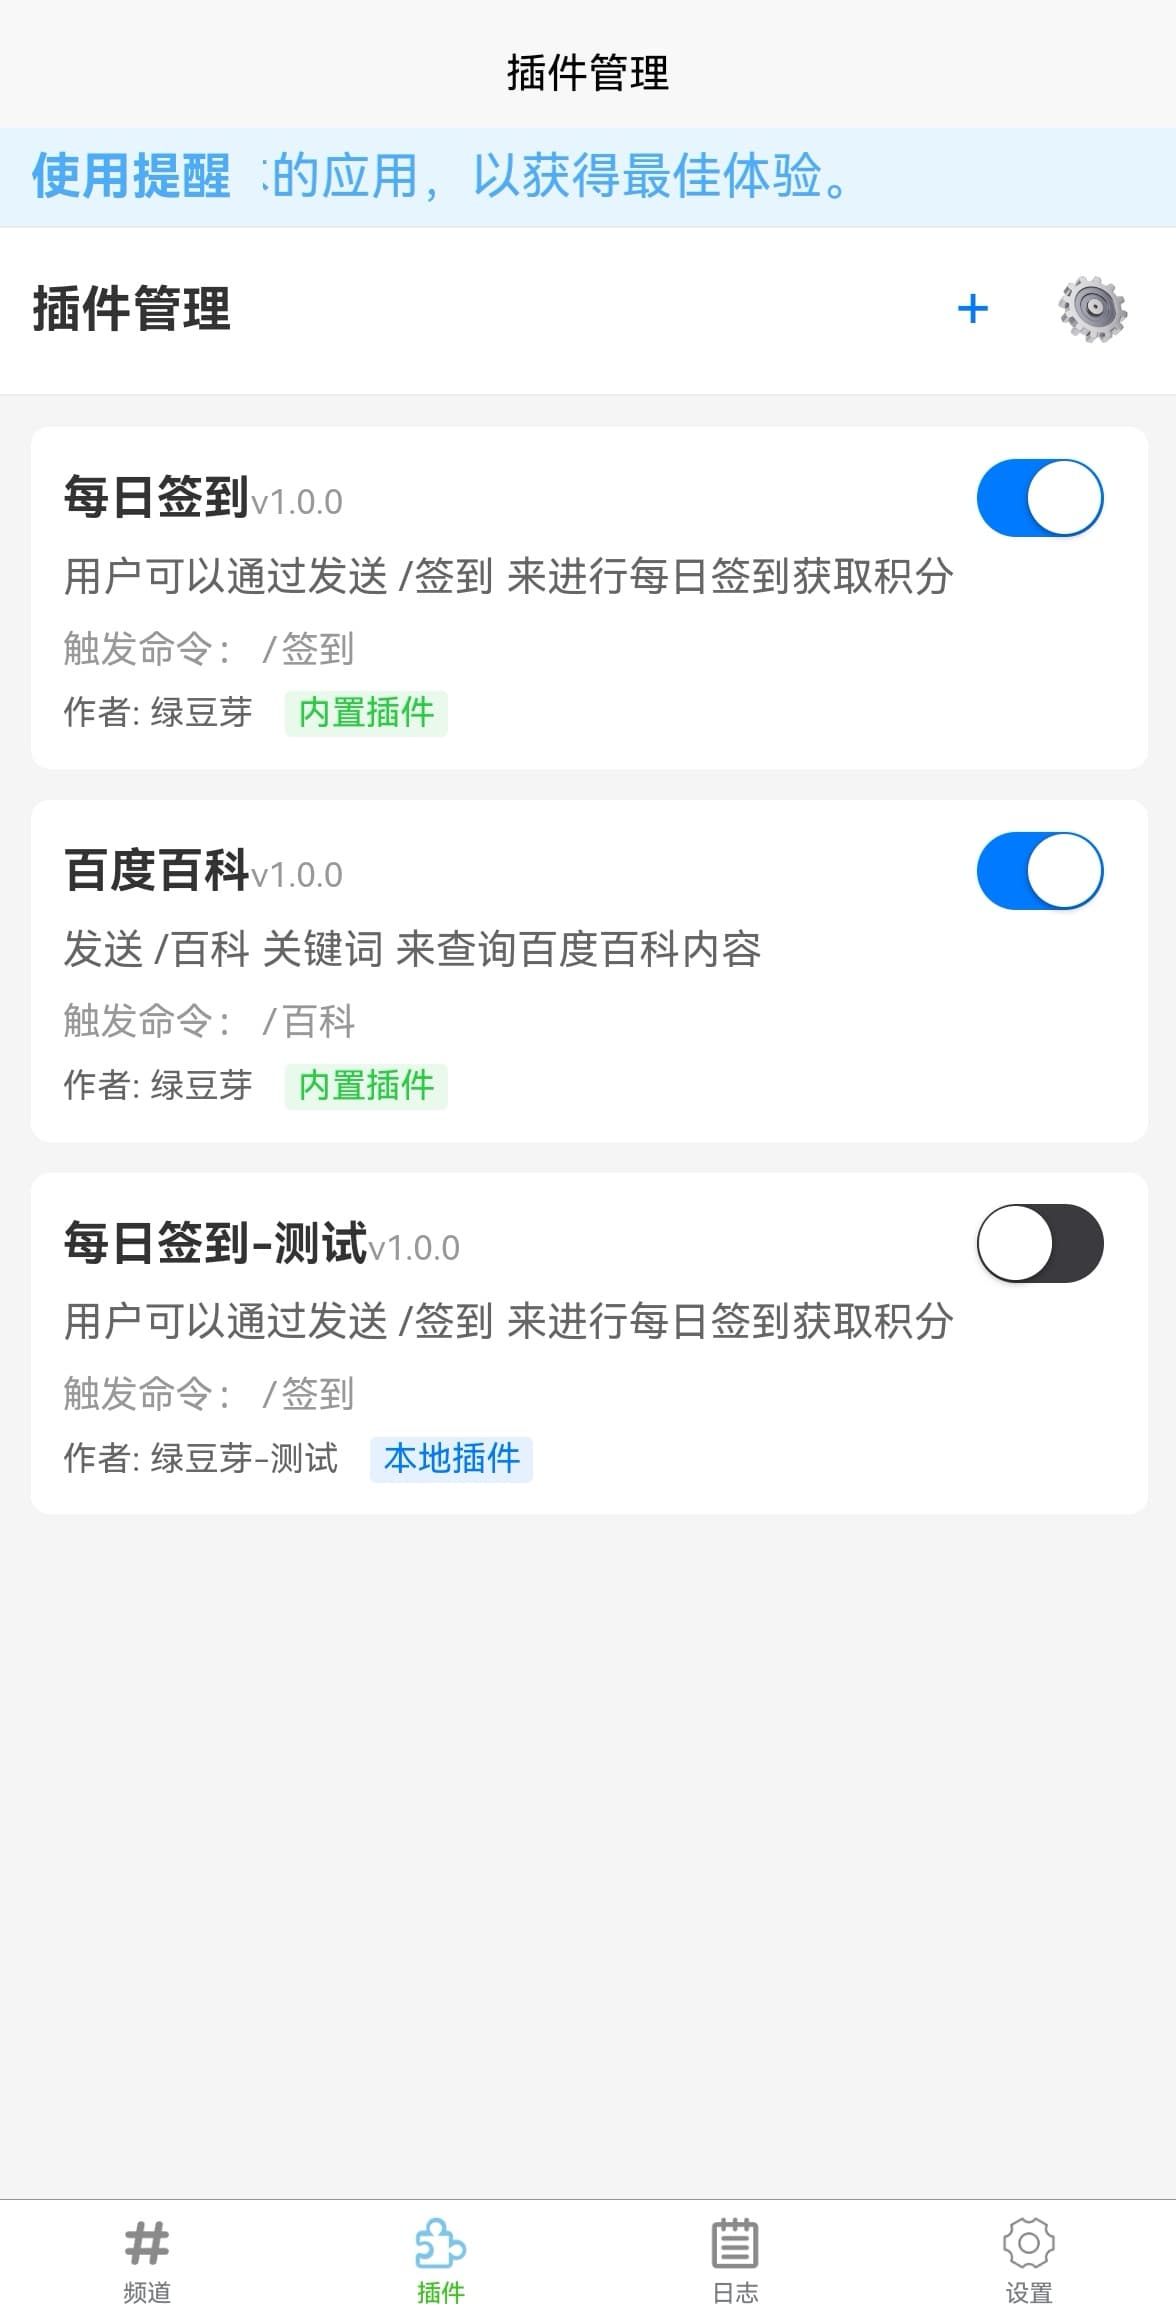 插件管理
使用提醒 的应用，以获得最佳体验。
插件管理 +
每日签到v1.0.0
用户可以通过发送 /签到 来进行每日签到获取积分
触发命令： /签到
作者: 绿豆芽 内置插件
百度百科v1.0.0
发送 /百科 关键词 来查询百度百科内容
触发命令： /百科
作者: 绿豆芽 内置插件
每日签到-测试v1.0.0
用户可以通过发送 /签到 来进行每日签到获取积分
触发命令： /签到
作者: 绿豆芽-测试 本地插件
频道 插件 日志 设置